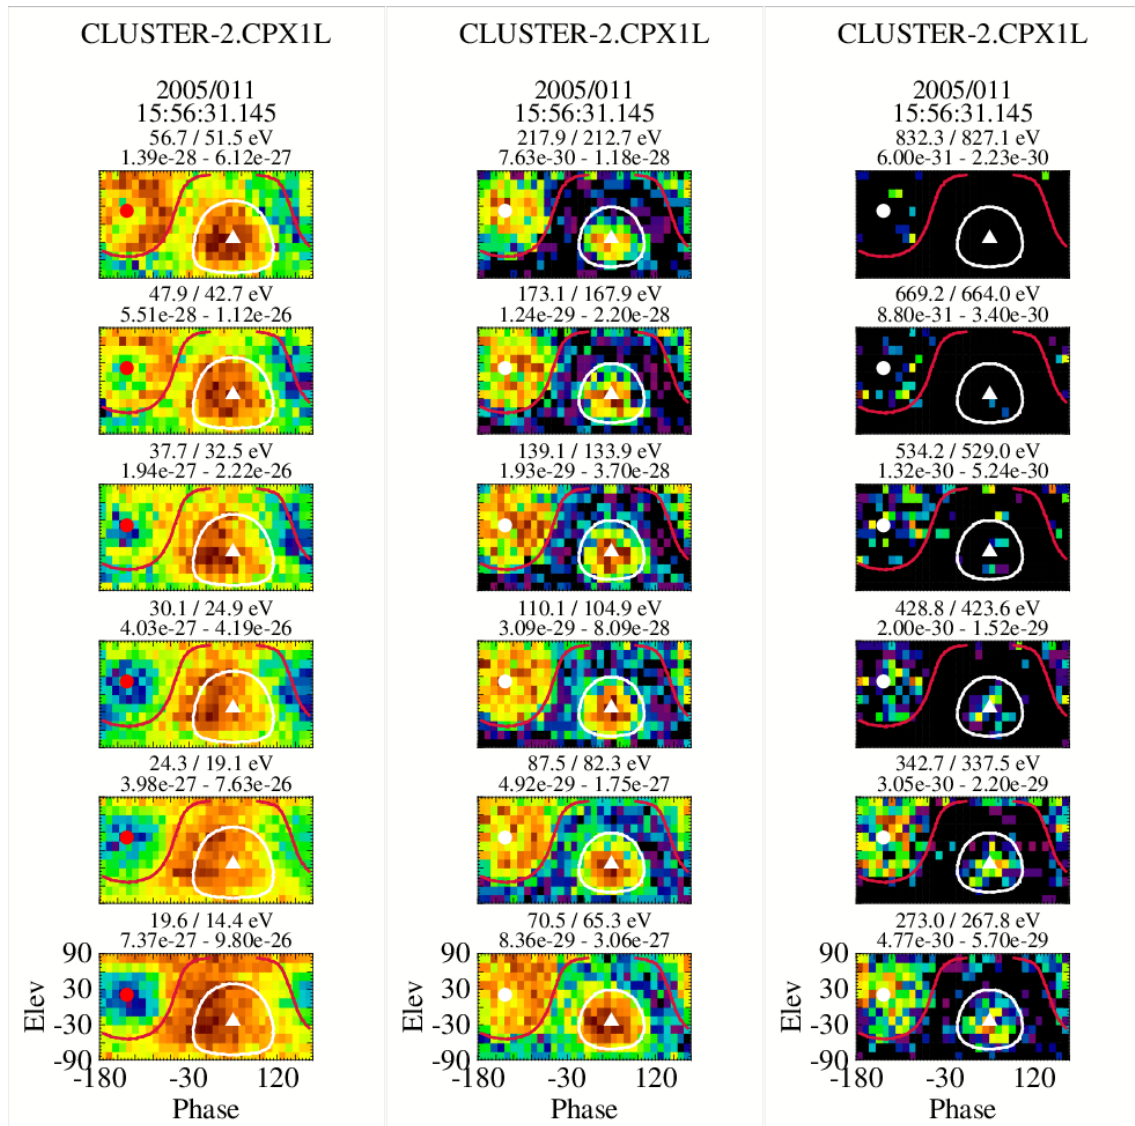 CLUSTER-2.CPX1L
2005/011
15:56:31.145
56.7 / 51.5 eV
1.39e-28 - 6.12e-27
47.9 / 42.7 eV
5.51e-28 - 1.12e-26
37.7 / 32.5 eV
1.94e-27 - 2.22e-26
30.1 / 24.9 eV
4.03e-27 - 4.19e-26
24.3 / 19.1 eV
3.98e-27 - 7.63e-26
19.6 / 14.4 eV
7.37e-27 - 9.80e-26
90
30
-30
-90
Elev
-180 -30 120
Phase
CLUSTER-2.CPX1L
2005/011
15:56:31.145
217.9 / 212.7 eV
7.63e-30 - 1.18e-28
173.1 / 167.9 eV
1.24e-29 - 2.20e-28
139.1 / 133.9 eV
1.93e-29 - 3.70e-28
110.1 / 104.9 eV
3.09e-29 - 8.09e-28
87.5 / 82.3 eV
4.92e-29 - 1.75e-27
70.5 / 65.3 eV
8.36e-29 - 3.06e-27
90
30
-30
-90
Elev
-180 -30 120
Phase
CLUSTER-2.CPX1L
2005/011
15:56:31.145
832.3 / 827.1 eV
6.00e-31 - 2.23e-30
669.2 / 664.0 eV
8.80e-31 - 3.40e-30
534.2 / 529.0 eV
1.32e-30 - 5.24e-30
428.8 / 423.6 eV
2.00e-30 - 1.52e-29
342.7 / 337.5 eV
3.05e-30 - 2.20e-29
273.0 / 267.8 eV
4.77e-30 - 5.70e-29
90
30
-30
-90
Elev
-180 -30 120
Phase